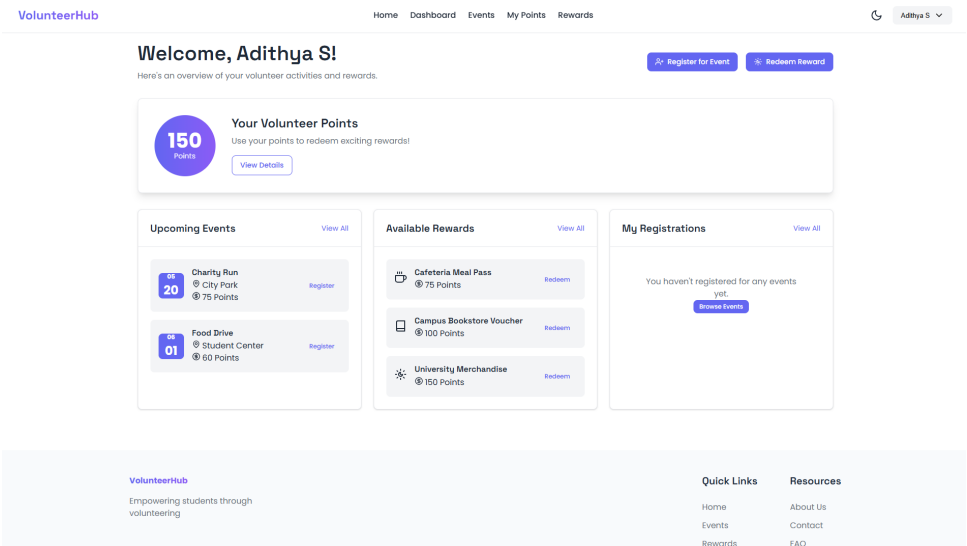 VolunteerHub
Home Dashboard Events My Points Rewards
Adithya S
Welcome, Adithya S!
Here's an overview of your volunteer activities and rewards.
Register for Event
Redeem Reward
150
Points
Your Volunteer Points
Use your points to redeem exciting rewards!
View Details
Upcoming Events
View All
05
20
Charity Run
City Park
75 Points
Register
06
01
Food Drive
Student Center
60 Points
Register
Available Rewards
View All
Cafeteria Meal Pass
75 Points
Redeem
Campus Bookstore Voucher
100 Points
Redeem
University Merchandise
150 Points
Redeem
My Registrations
View All
You haven't registered for any events
yet.
Browse Events
VolunteerHub
Empowering students through
volunteering
Quick Links
Home
Events
Rewards
Resources
About Us
Contact
FAQ